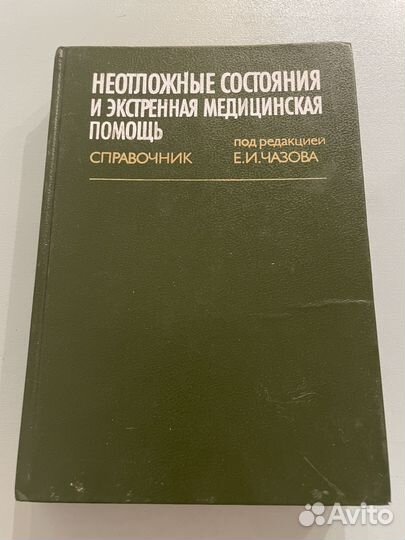 НЕОТЛОЖНЫЕ СОСТОЯНИЯ
И ЭКСТРЕННАЯ МЕДИЦИНСКАЯ
ПОМОЩЬ
СПРАВОЧНИК
под редакцией
Е.И.ЧАЗОВА
Avito